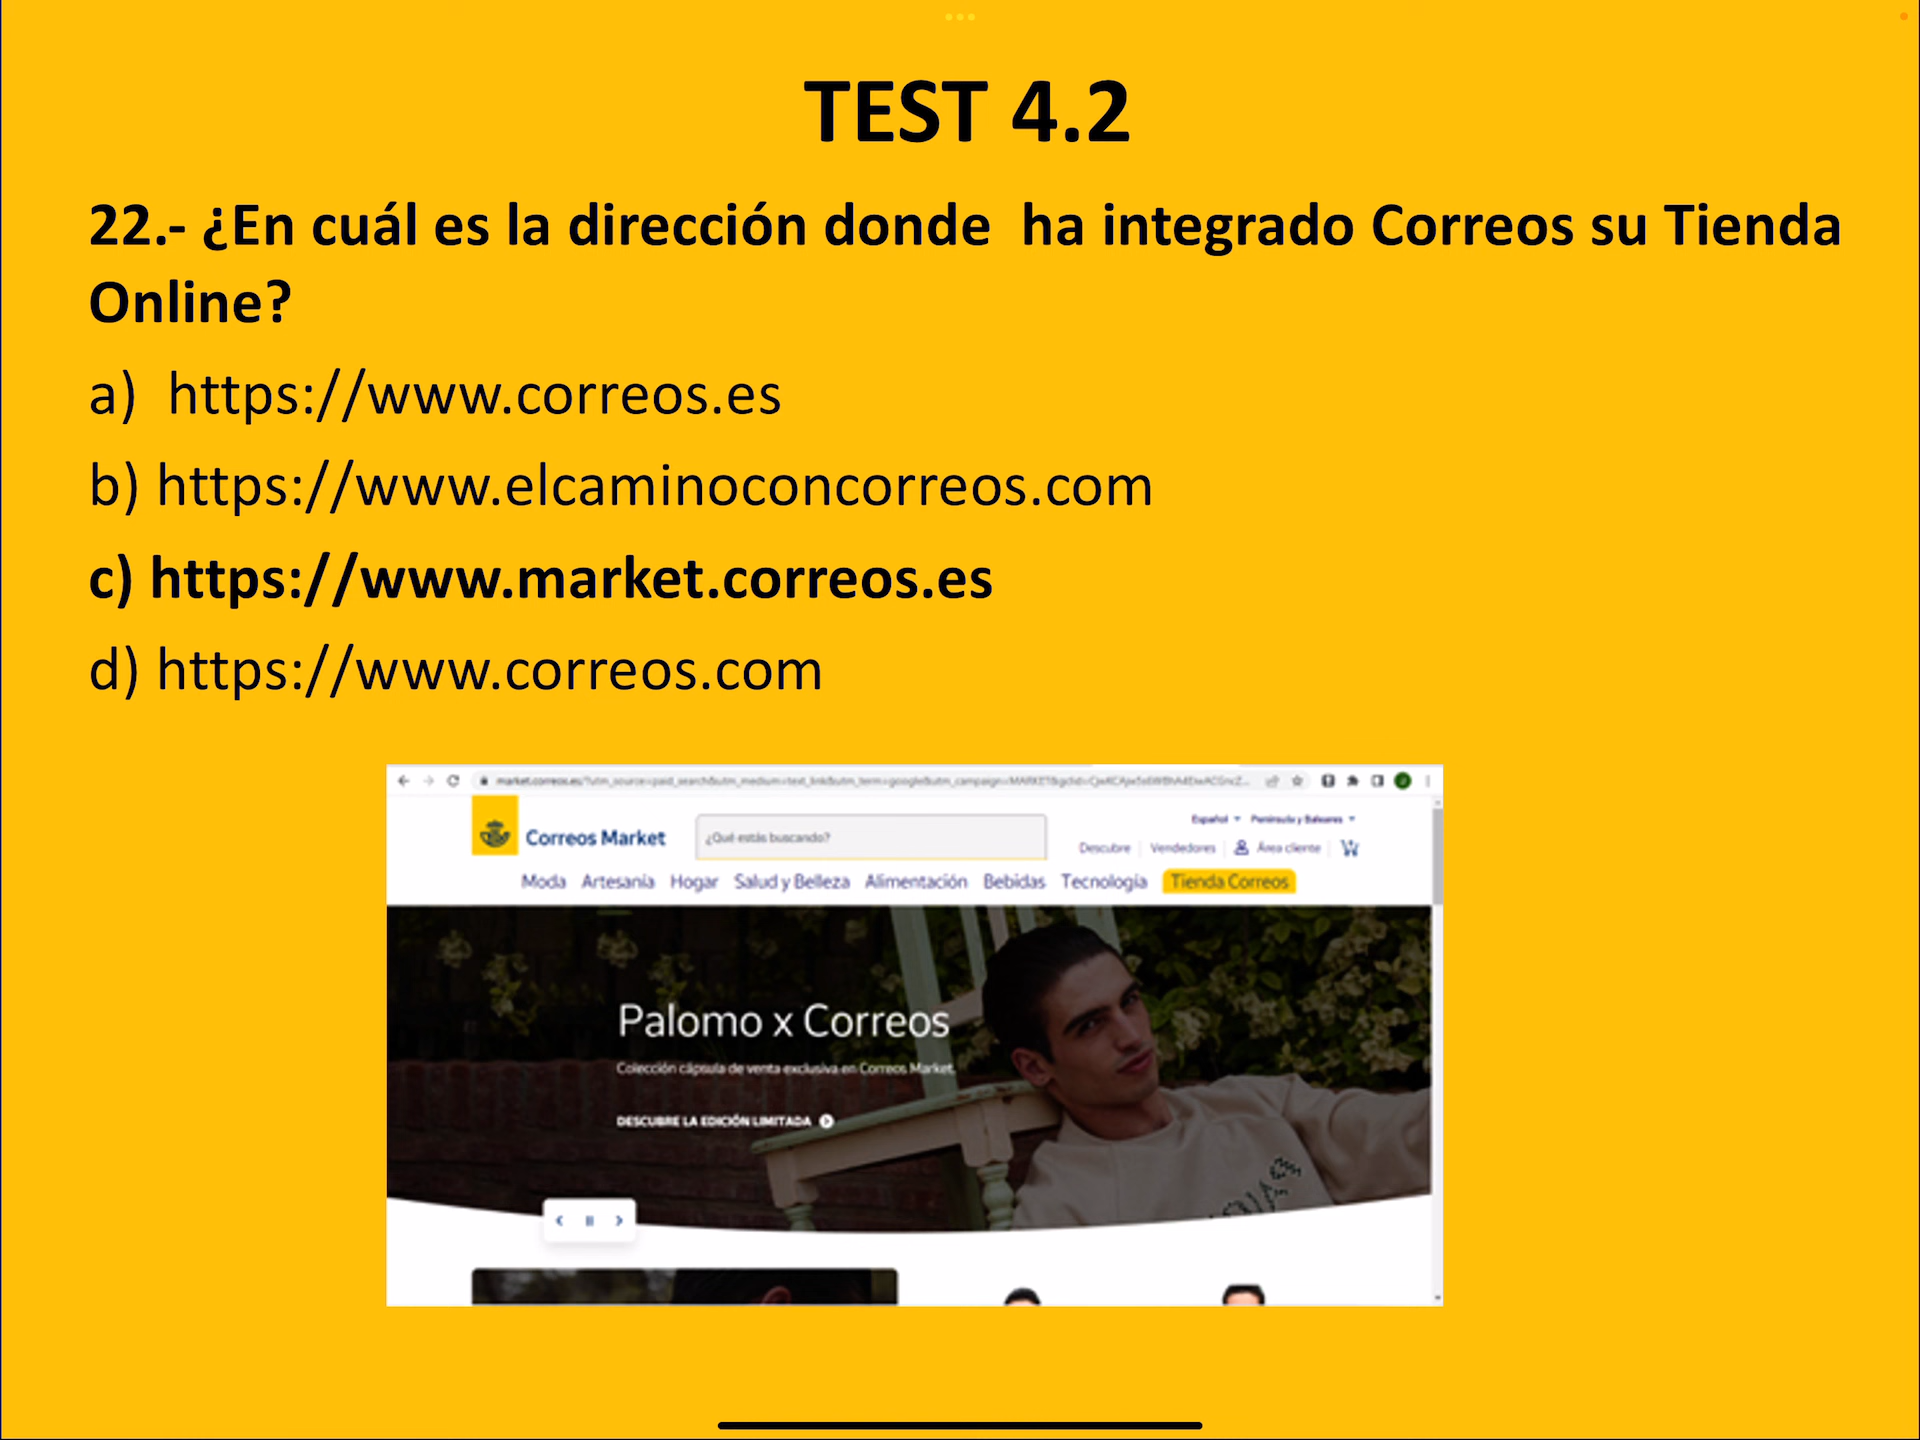 TEST 4.2
22.- ¿En cuál es la dirección donde ha integrado Correos su Tienda
Online?
a) https://www.correos.es
b) https://www.elcaminoconcorreos.com
c) https://www.market.correos.es
d) https://www.correos.com
Correos Market
¿Qué estás buscando?
Español
Península y Baleares
Descubre
Vendedores
Área cliente
Moda Artesanía Hogar Salud y Belleza Alimentación Bebidas Tecnología Tienda Correos
Palomo x Correos
Colección cápsula de venta exclusiva en Correos Market.
DESCUBRE LA EDICIÓN LIMITADA